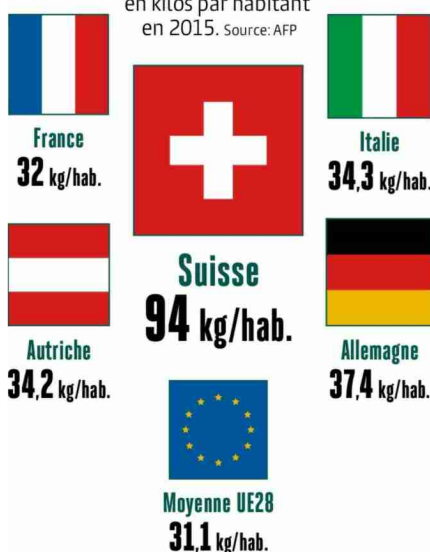 en kilos par habitant
en 2015. Source: AFP
France
32 kg/hab.
Italie
34,3 kg/hab.
Suisse
94 kg/hab.
Autriche
34,2 kg/hab.
Allemagne
37,4 kg/hab.
Moyenne UE28
31,1 kg/hab.